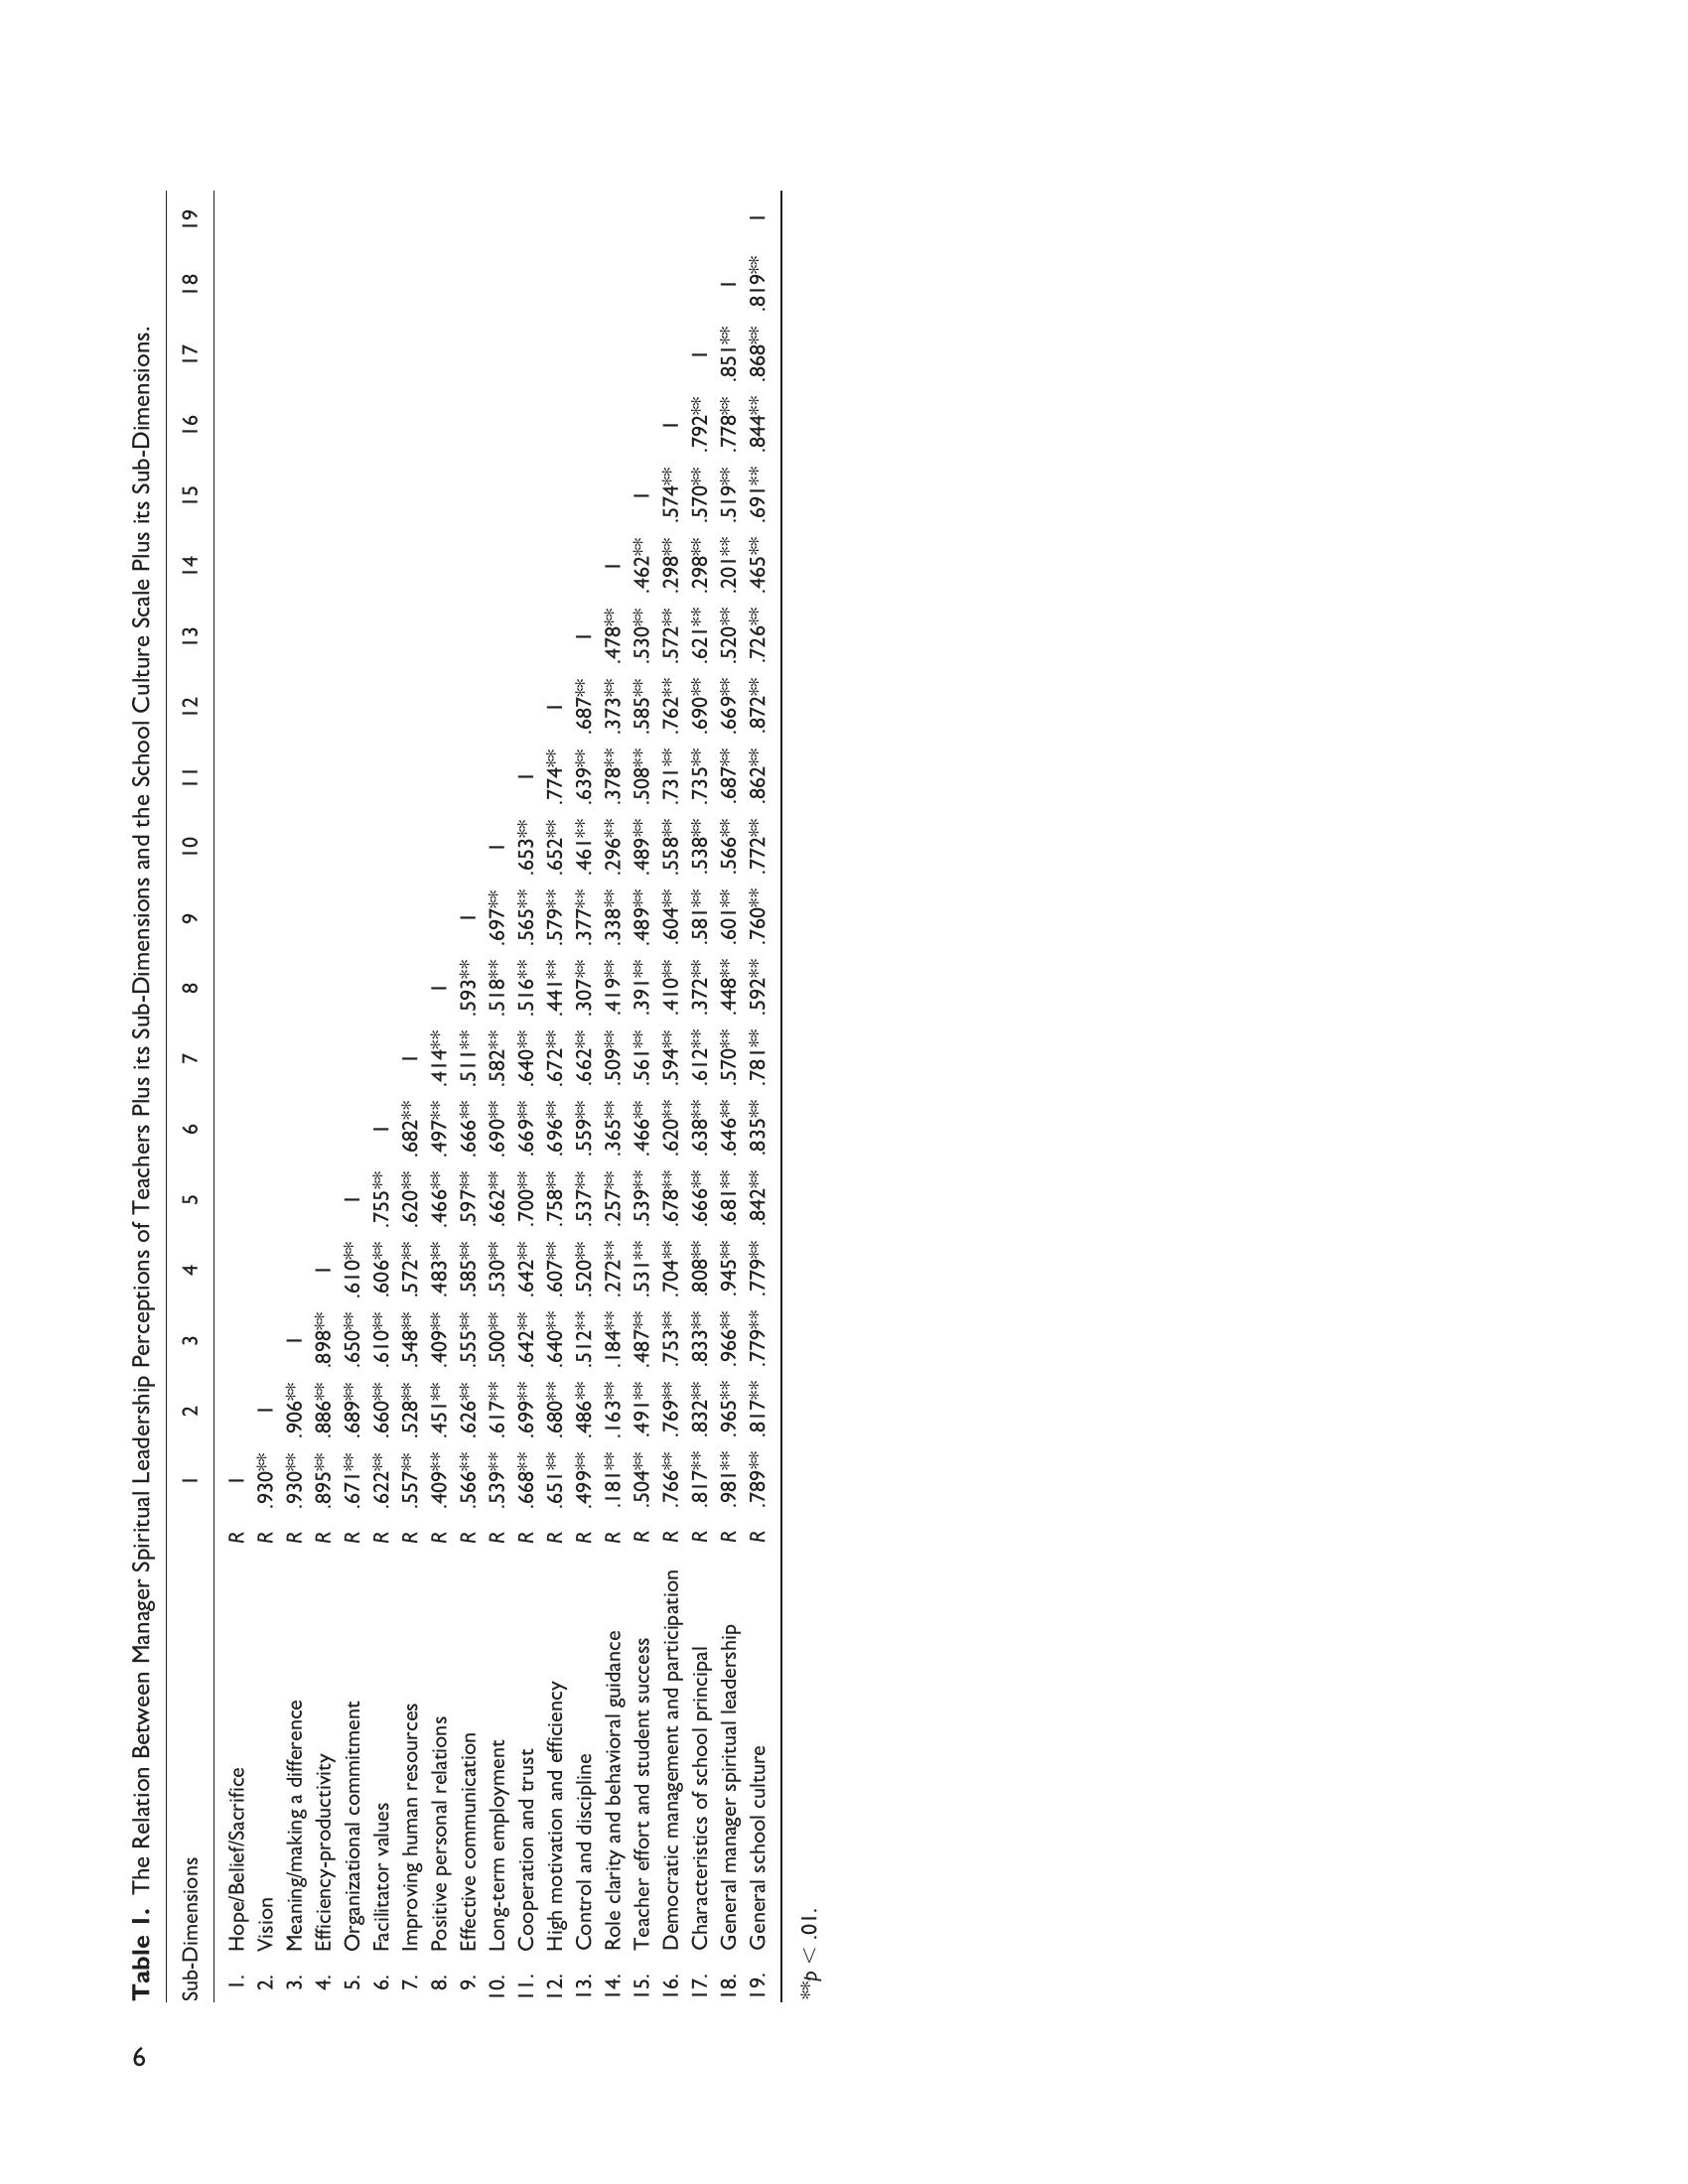 6
Table 1. The Relation Between Manager Spiritual Leadership Perceptions of Teachers Plus its Sub-Dimensions and the School Culture Scale Plus its Sub-Dimensions.
Sub-Dimensions 1 2 3 4 5 6 7 8 9 10 11 12 13 14 15 16 17 18 19
1. Hope/Belief/Sacrifice R 1
2. Vision R .930** 1
3. Meaning/making a difference R .930** .906** 1
4. Efficiency-productivity R .895** .886** .898** 1
5. Organizational commitment R .671** .689** .650** .610** 1
6. Facilitator values R .622** .660** .610** .606** .755** 1
7. Improving human resources R .557** .528** .548** .572** .620** .682** 1
8. Positive personal relations R .409** .451** .409** .483** .466** .497** .414** 1
9. Effective communication R .566** .626** .555** .585** .597** .666** .511** .593** 1
10. Long-term employment R .539** .617** .500** .530** .662** .690** .582** .518** .697** 1
11. Cooperation and trust R .668** .699** .642** .642** .700** .669** .640** .516** .565** .653** 1
12. High motivation and efficiency R .651** .680** .640** .607** .758** .696** .672** .441** .579** .652** .774** 1
13. Control and discipline R .499** .486** .512** .520** .537** .559** .662** .307** .377** .461** .639** .687** 1
14. Role clarity and behavioral guidance R .181** .163** .184** .272** .257** .365** .509** .419** .338** .296** .378** .373** .478** 1
15. Teacher effort and student success R .504** .491** .487** .531** .539** .466** .561** .391** .489** .489** .508** .585** .530** .462** 1
16. Democratic management and participation R .766** .769** .753** .704** .678** .620** .594** .410** .604** .558** .731** .762** .572** .298** .574** 1
17. Characteristics of school principal R .817** .832** .833** .808** .666** .638** .612** .372** .581** .538** .735** .690** .621** .298** .570** .792** 1
18. General manager spiritual leadership R .981** .965** .966** .945** .681** .646** .570** .448** .601** .566** .687** .669** .520** .201** .519** .778** .851** 1
19. General school culture R .789** .817** .779** .779** .842** .835** .781** .592** .760** .772** .862** .872** .726** .465** .691** .844** .868** .819** 1
**p < .01.